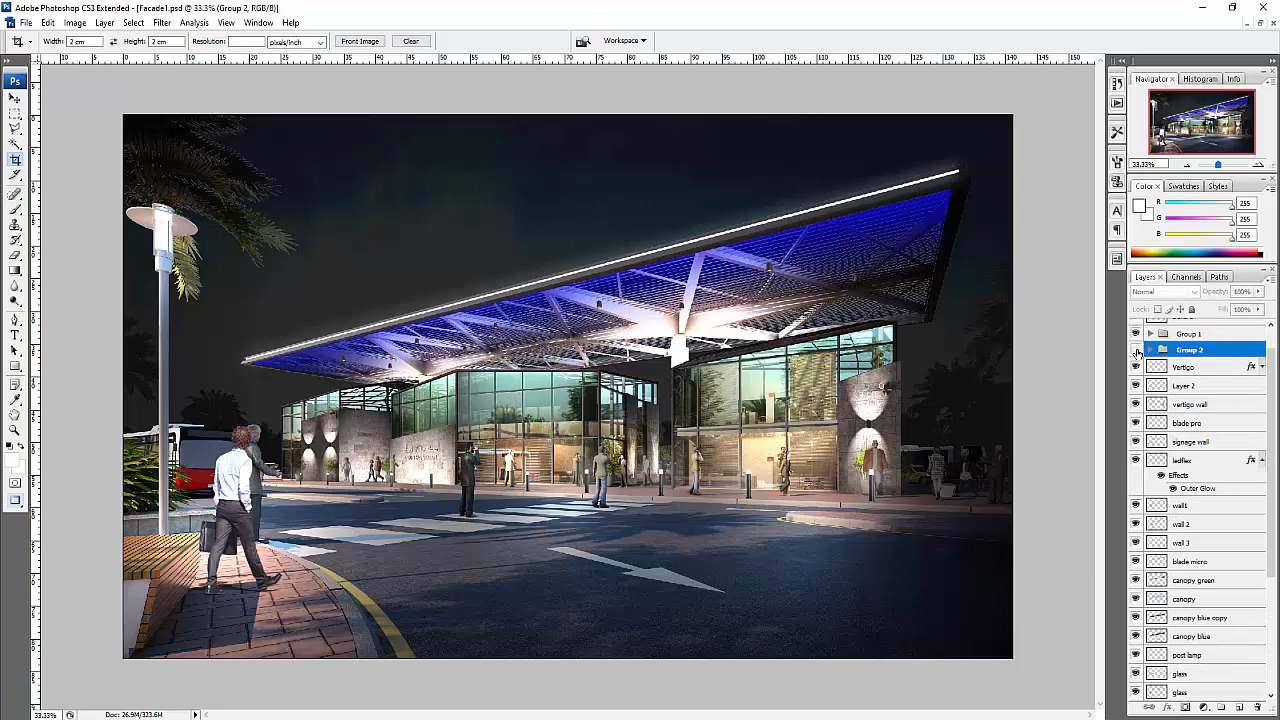 Adobe Photoshop CS3 Extended - [Facade1.psd @ 33.3% (Group 2, RGB/8)]
File Edit Image Layer Select Filter Analysis View Window Help
Width: 2 cm Height: 2 cm Resolution: pixels/inch Front Image Clear Workspace
Ps
Navigator Histogram Info
33.33%
Color Swatches Styles
R 255
G 255
B 255
Layers Channels Paths
Normal Opacity: 100%
Lock: Fill: 100%
Group 1
Group 2
Vertigo fx
Layer 2
vertigo wall
blade pro
signage wall
ledflex fx
Effects
Outer Glow
wall1
wall 2
wall 3
blade micro
canopy green
canopy
canopy blue copy
canopy blue
post lamp
glass
glass
33.33% Doc: 26.9M/323.6M